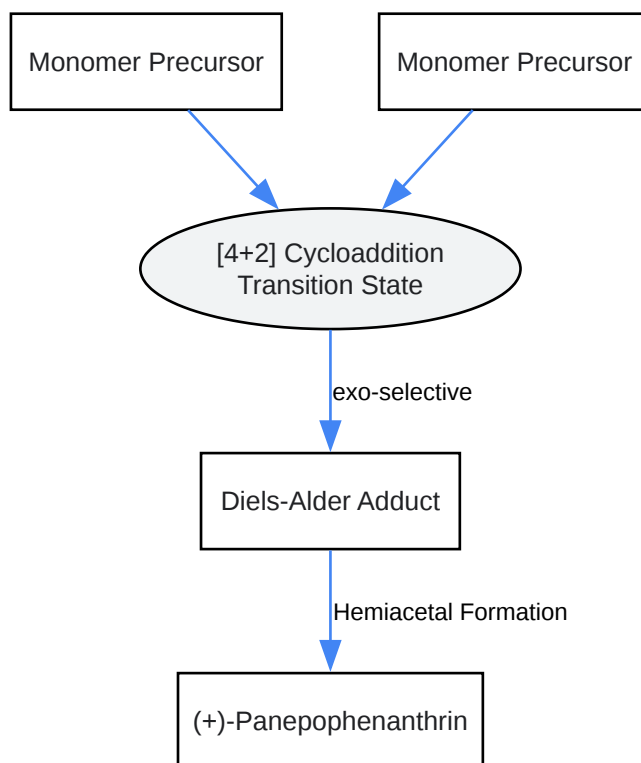 Monomer Precursor
Monomer Precursor
[4+2] Cycloaddition
Transition State
exo-selective
Diels-Alder Adduct
Hemiacetal Formation
(+)-Panepophenanthrin